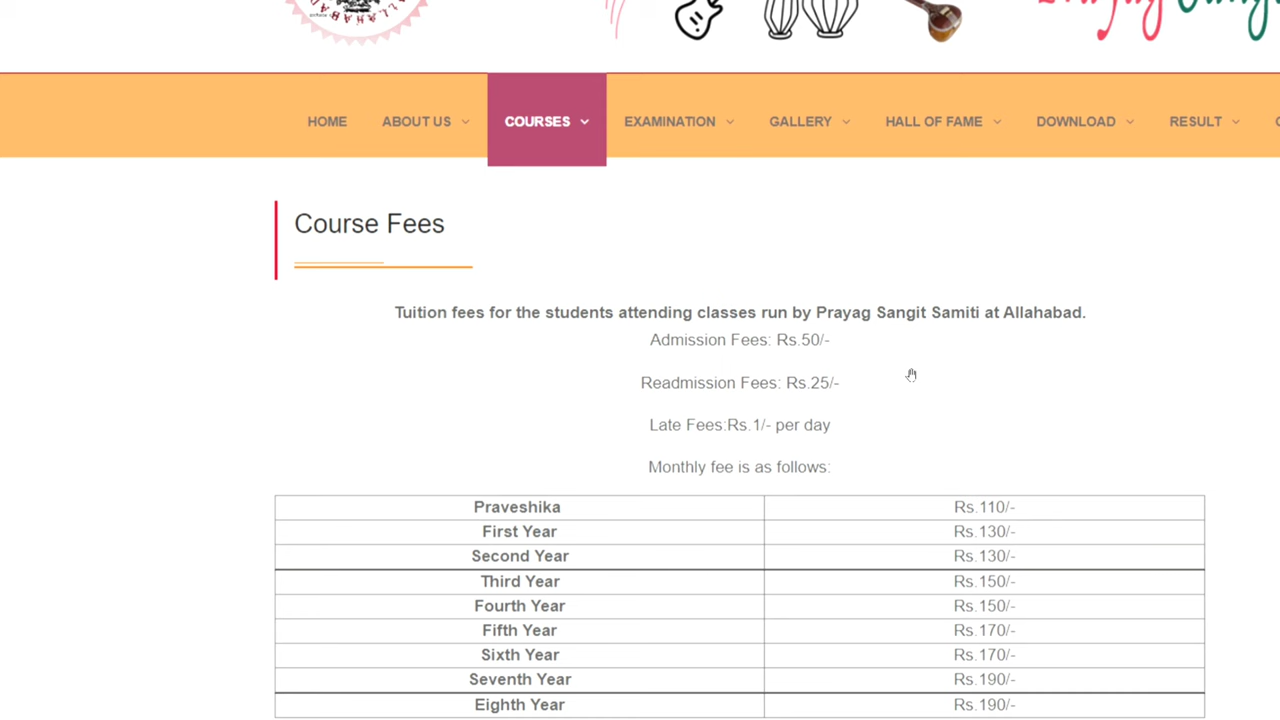 ALLAHABAD
HOME ABOUT US COURSES EXAMINATION GALLERY HALL OF FAME DOWNLOAD RESULT
Course Fees
Tuition fees for the students attending classes run by Prayag Sangit Samiti at Allahabad.
Admission Fees: Rs.50/-
Readmission Fees: Rs.25/-
Late Fees:Rs.1/- per day
Monthly fee is as follows:
Praveshika Rs.110/-
First Year Rs.130/-
Second Year Rs.130/-
Third Year Rs.150/-
Fourth Year Rs.150/-
Fifth Year Rs.170/-
Sixth Year Rs.170/-
Seventh Year Rs.190/-
Eighth Year Rs.190/-